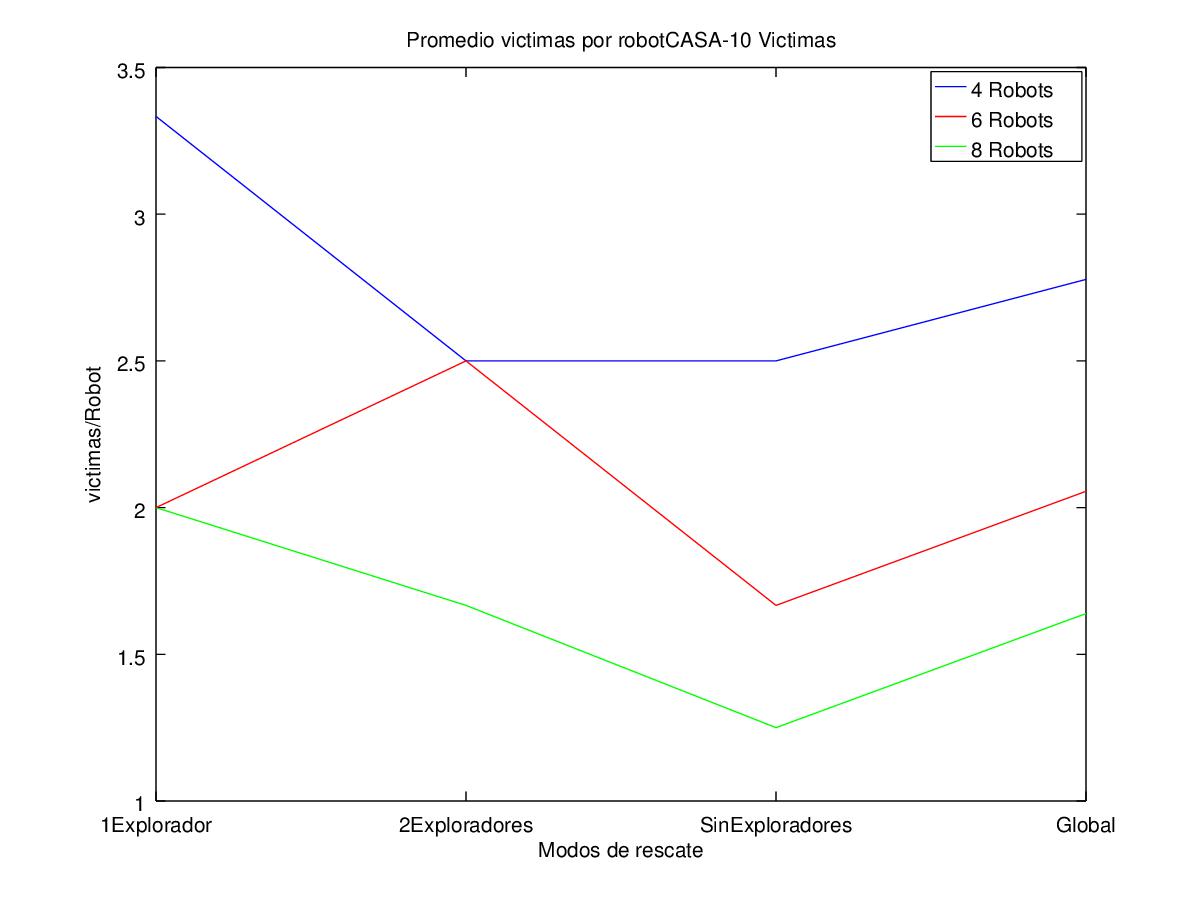 Promedio victimas por robotCASA-10 Victimas
3.5
3
2.5
2
1.5
1
victimas/Robot
4 Robots
6 Robots
8 Robots
1Explorador
2Exploradores
SinExploradores
Global
Modos de rescate